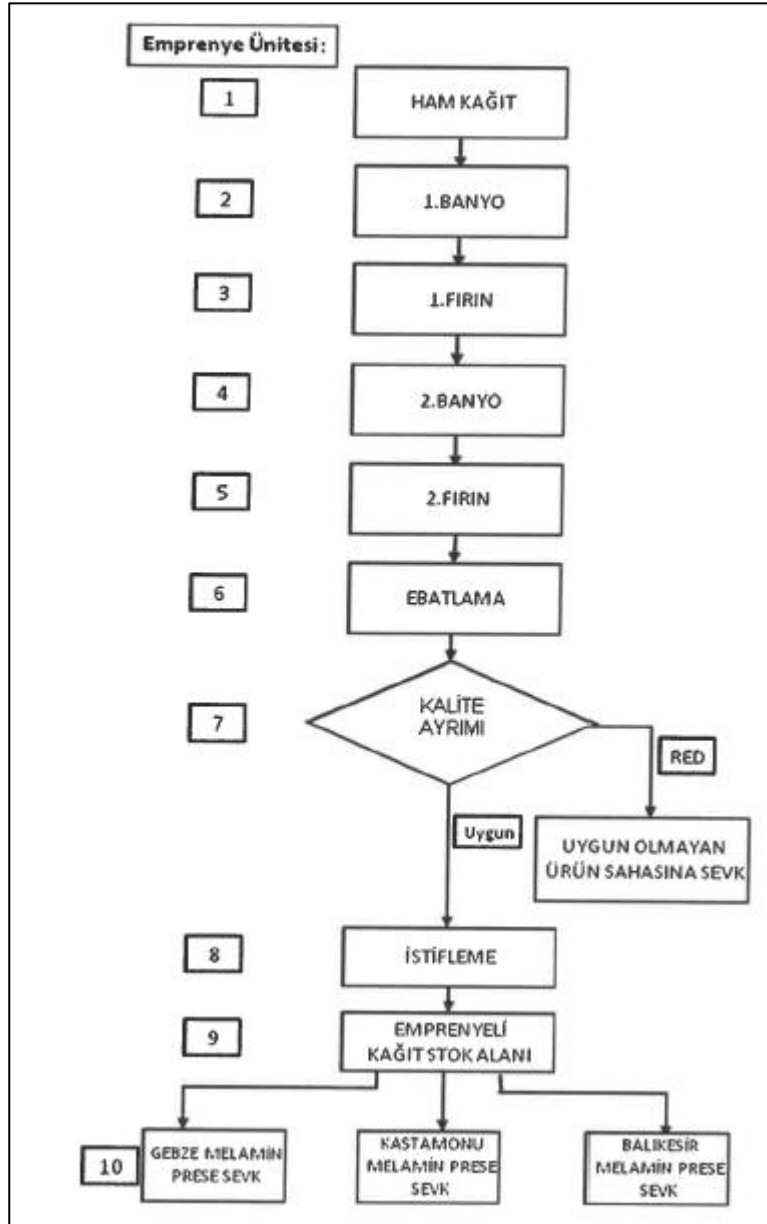 Emprenye Ünitesi:
1
HAM KAĞIT
2
1.BANYO
3
1.FIRIN
4
2.BANYO
5
2.FIRIN
6
EBATLAMA
7
KALİTE
AYRIMI
RED
Uygun
UYGUN OLMAYAN
ÜRÜN SAHASINA SEVK
8
İSTİFLEME
9
EMPRENYELİ
KAĞIT STOK ALANI
10
GEBZE MELAMİN
PRESE SEVK
KASTAMONU
MELAMİN PRESE
SEVK
BALIKESİR
MELAMİN PRESE
SEVK